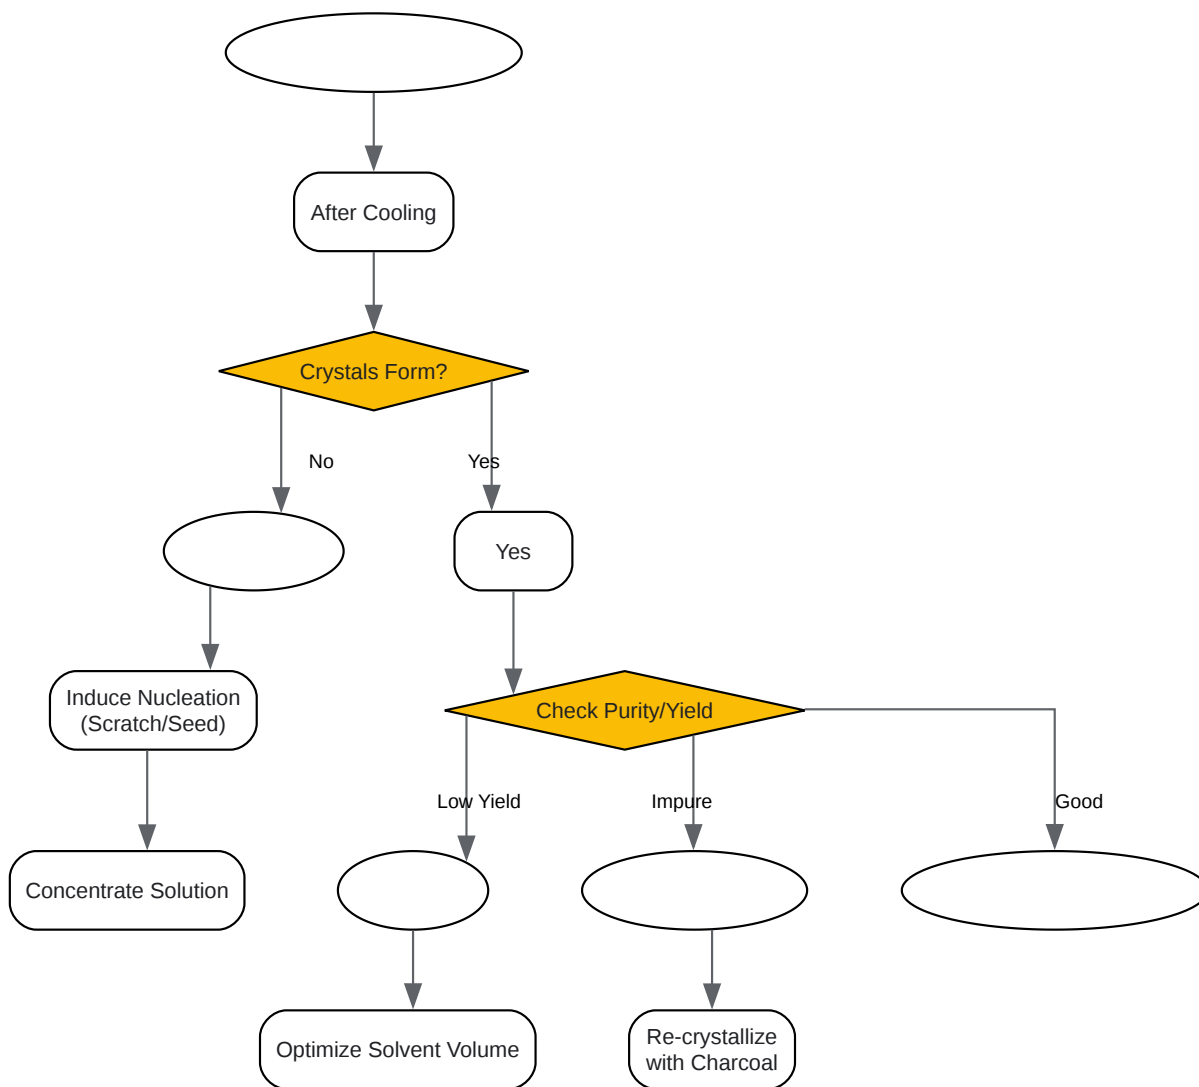 After Cooling
Crystals Form?
No
Yes
Yes
Induce Nucleation
(Scratch/Seed)
Check Purity/Yield
Low Yield
Impure
Good
Concentrate Solution
Optimize Solvent Volume
Re-crystallize
with Charcoal